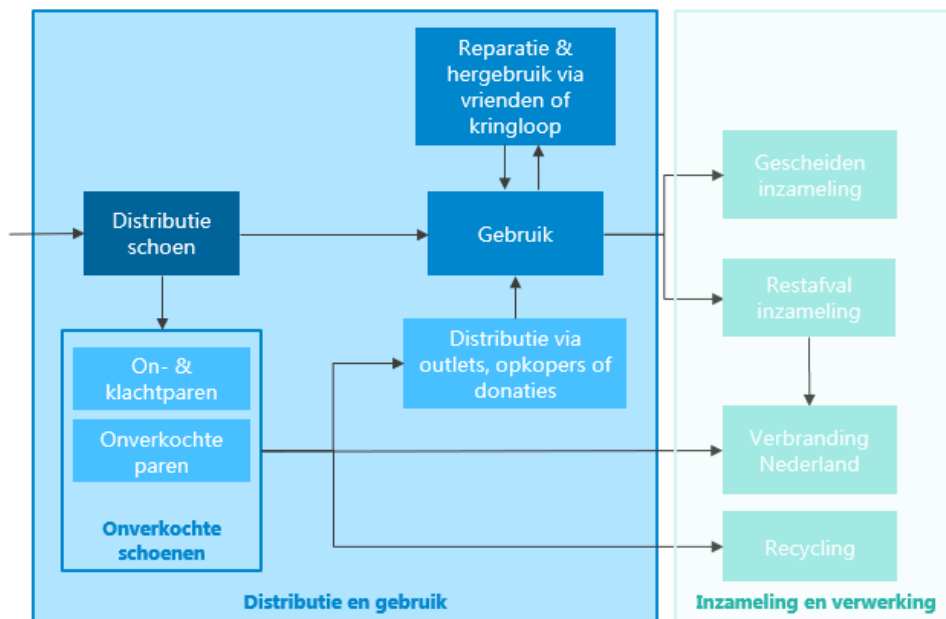 Reparatie &
hergebruik via
vrienden of
kringloop
Gescheiden
inzameling
Distributie
schoen
Gebruik
Restafval
inzameling
Distributie via
outlets, opkopers of
donaties
On- &
klachtparen
Onverkochte
paren
Verbranding
Nederland
Onverkochte
schoenen
Recycling
Distributie en gebruik
Inzameling en verwerking